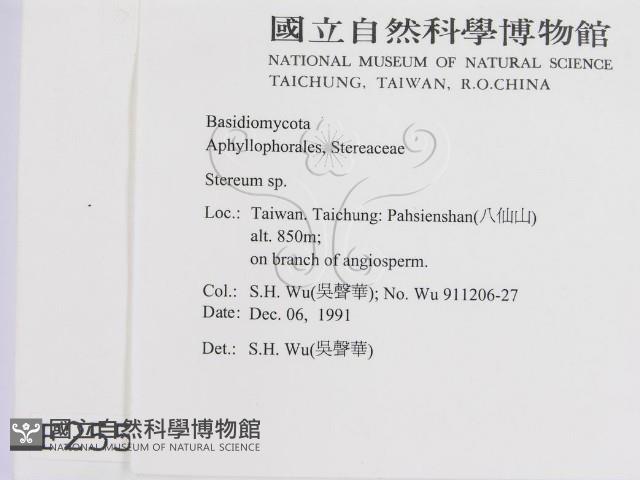 國立自然科學博物館
NATIONAL MUSEUM OF NATURAL SCIENCE
TAICHUNG, TAIWAN, R.O.CHINA
Basidiomycota
Aphyllophorales, Stereaceae
Stereum sp.
Loc.: Taiwan. Taichung: Pahsienshan(八仙山)
alt. 850m;
on branch of angiosperm.
Col.: S.H. Wu(吳聲華); No. Wu 911206-27
Date: Dec. 06, 1991
Det.: S.H. Wu(吳聲華)
國立自然科學博物館
NATIONAL MUSEUM OF NATURAL SCIENCE